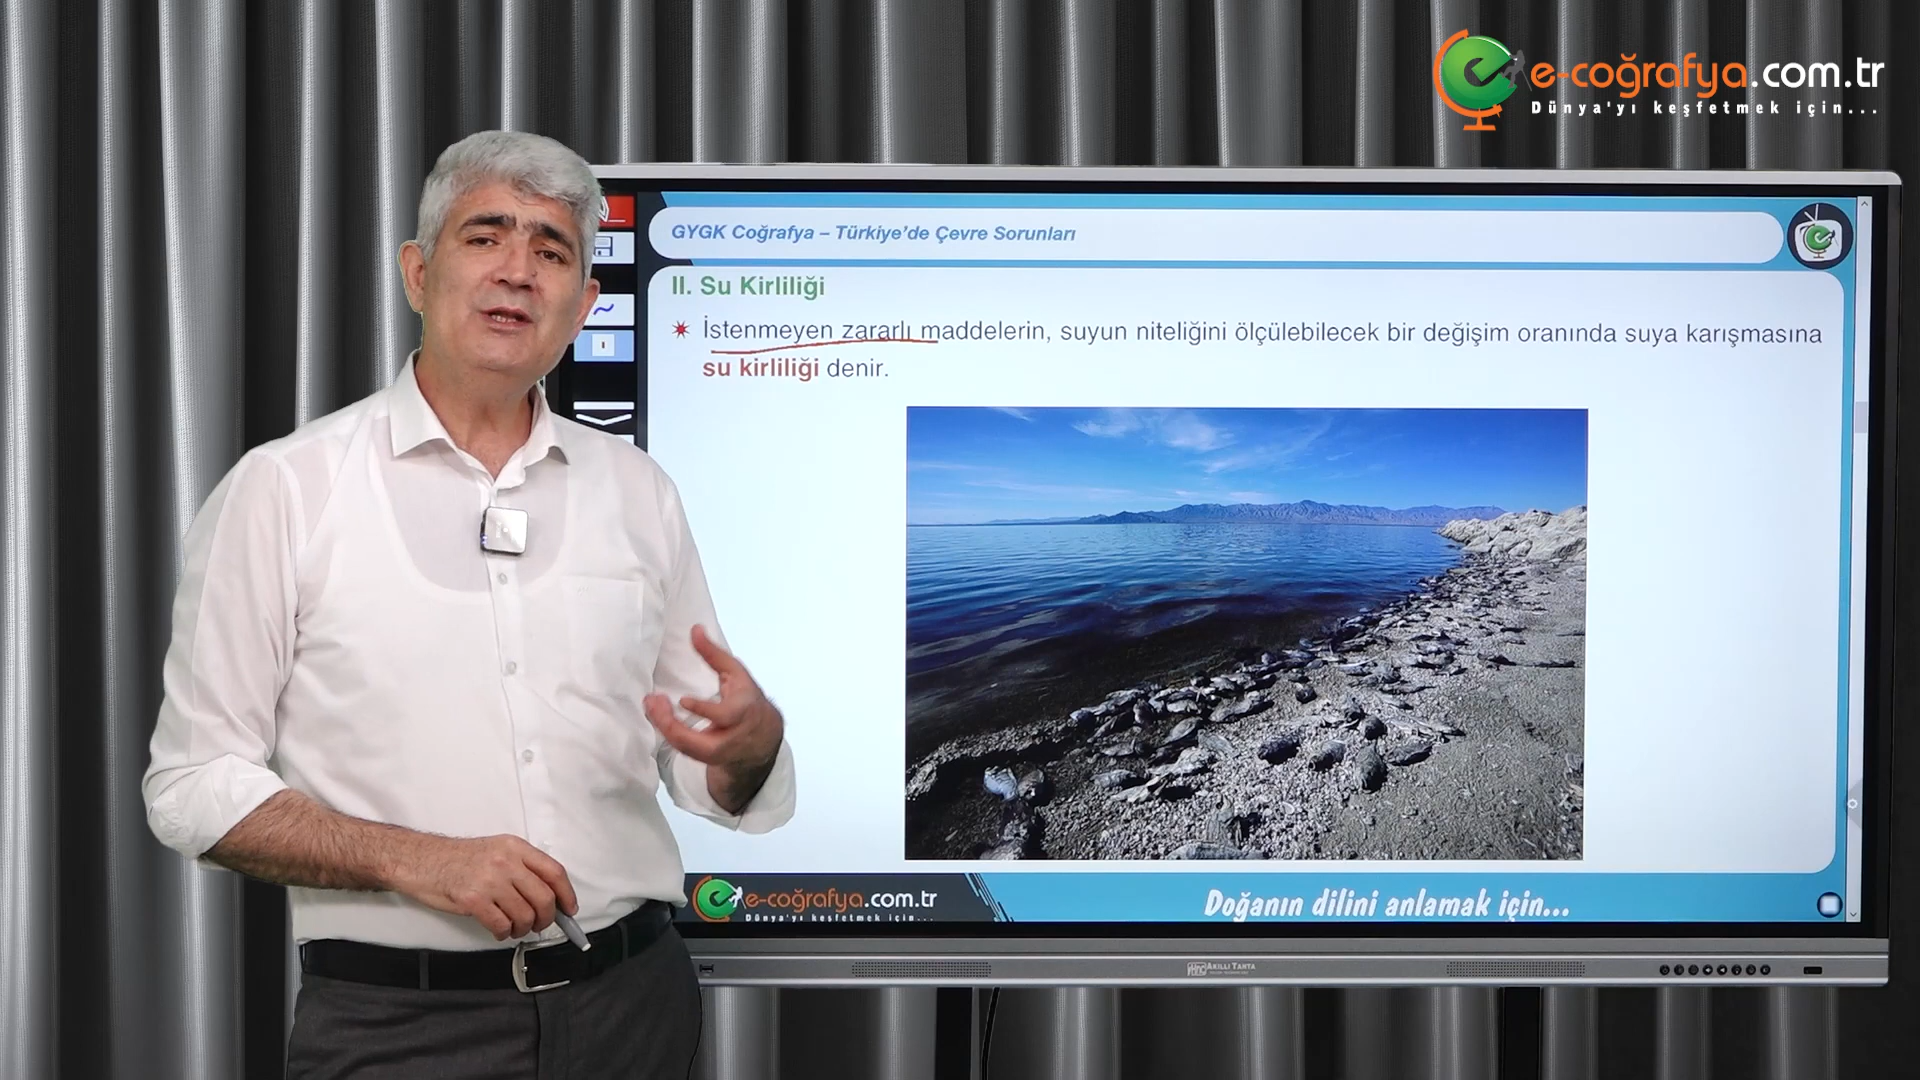 e-coğrafya.com.tr
Dünya'yı keşfetmek için...
GYGK Coğrafya – Türkiye'de Çevre Sorunları
II. Su Kirliliği
İstenmeyen zararlı maddelerin, suyun niteliğini ölçülebilecek bir değişim oranında suya karışmasına
su kirliliği denir.
e-coğrafya.com.tr
Dünya'yı keşfetmek için...
Doğanın dilini anlamak için...
AKILLI TAHTA